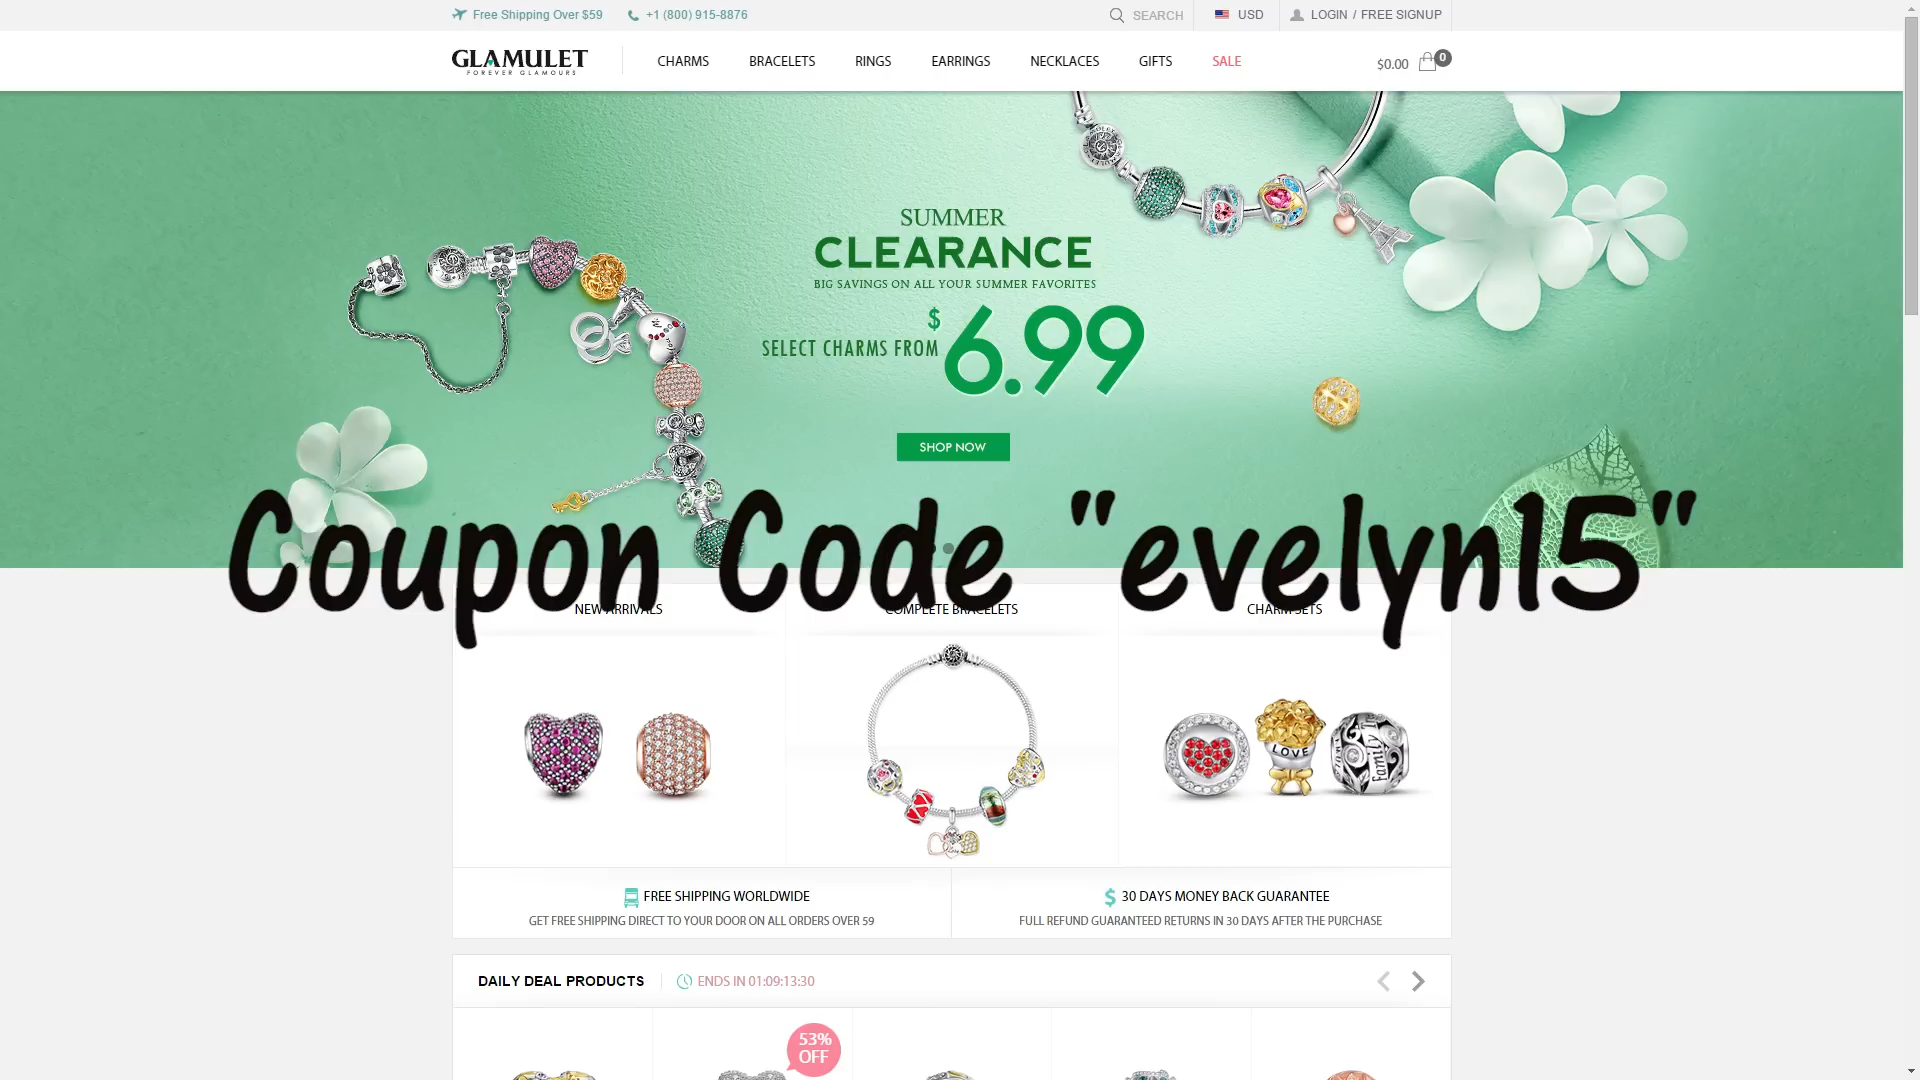 Free Shipping Over $59
+1 (800) 915-8876
SEARCH
USD
LOGIN / FREE SIGNUP
GLAMULET
FOREVER GLAMOURS
CHARMS
BRACELETS
RINGS
EARRINGS
NECKLACES
GIFTS
SALE
$0.00
0
SUMMER
CLEARANCE
BIG SAVINGS ON ALL YOUR SUMMER FAVORITES
SELECT CHARMS FROM $6.99
SHOP NOW
Coupon Code "evelyn15"
NEW ARRIVALS
COMPLETE BRACELETS
CHARM SETS
LOVE
Family
FREE SHIPPING WORLDWIDE
GET FREE SHIPPING DIRECT TO YOUR DOOR ON ALL ORDERS OVER 59
30 DAYS MONEY BACK GUARANTEE
FULL REFUND GUARANTEED RETURNS IN 30 DAYS AFTER THE PURCHASE
DAILY DEAL PRODUCTS
ENDS IN 01:09:13:30
53%
OFF